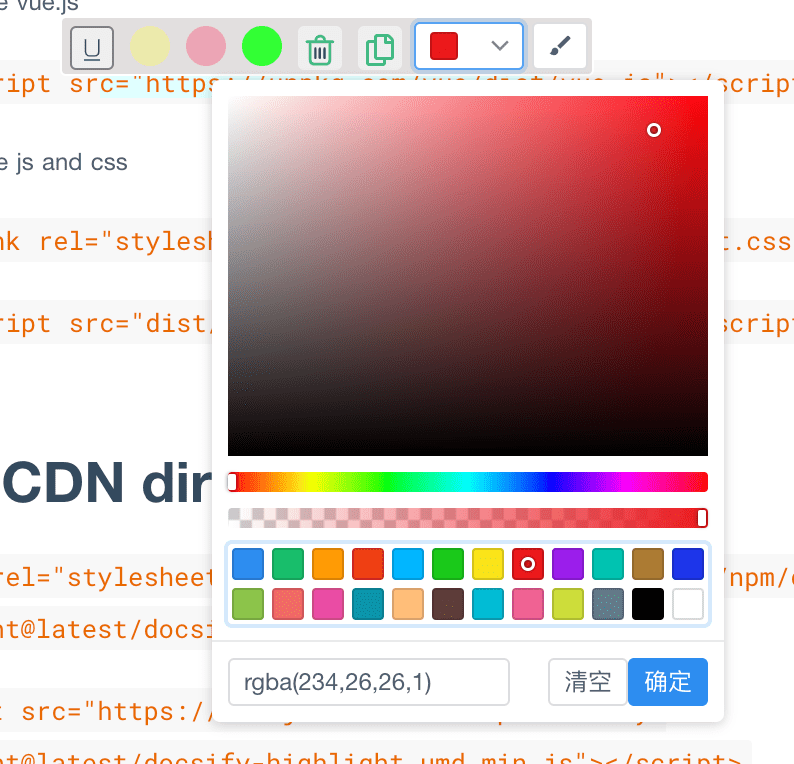 e vue.js
U
ript src="https://unpkg.com/vue/dist/vue.js"></script
e js and css
nk rel="stylesh
t.css
ript src="dist/
script
CDN dir
rel="stylesheet
/npm/
nt@latest/docsi
rgba(234,26,26,1)
清空
确定
t src="https://
nt@latest/docsify-highlight.umd.min.js"></script>